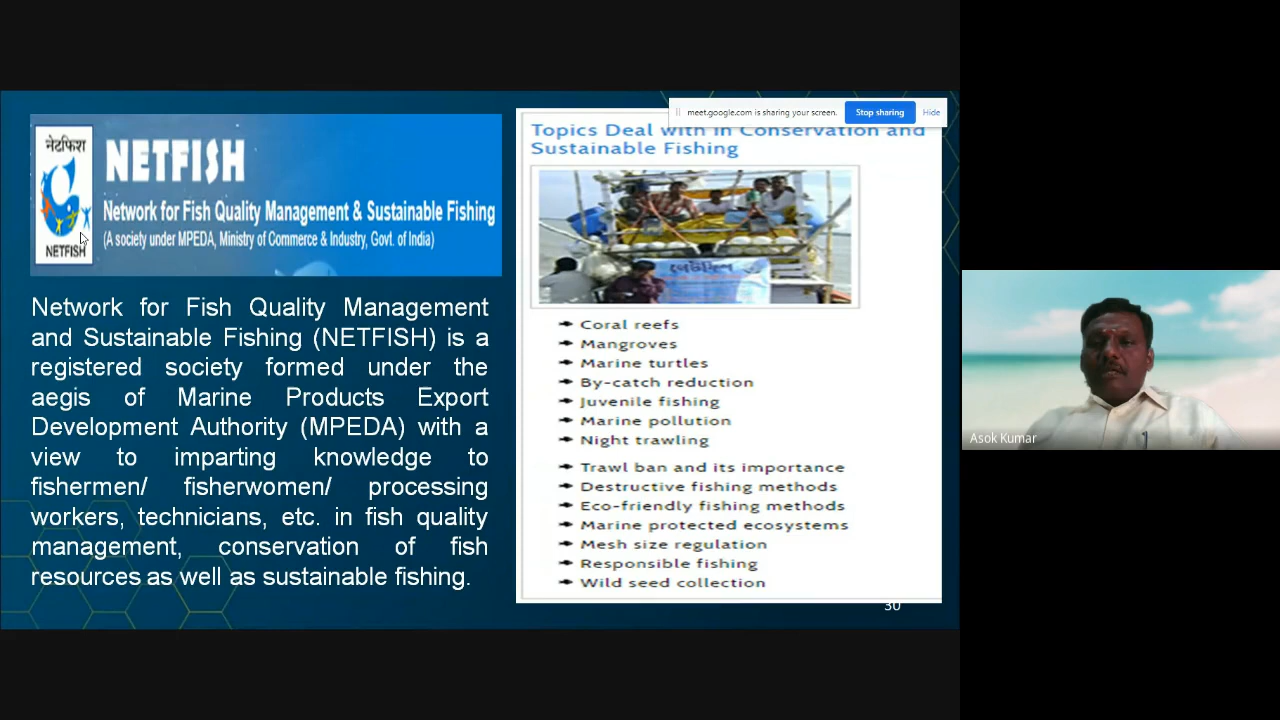 नेटफिश
NETFISH
NETFISH
Network for Fish Quality Management & Sustainable Fishing
(A society under MPEDA, Ministry of Commerce & Industry, Govt. of India)
Network for Fish Quality Management
and Sustainable Fishing (NETFISH) is a
registered society formed under the
aegis of Marine Products Export
Development Authority (MPEDA) with a
view to imparting knowledge to
fishermen/ fisherwomen/ processing
workers, technicians, etc. in fish quality
management, conservation of fish
resources as well as sustainable fishing.
meet.google.com is sharing your screen.
Stop sharing
Hide
Topics Deal with in Conservation and
Sustainable Fishing
Coral reefs
Mangroves
Marine turtles
By-catch reduction
Juvenile fishing
Marine pollution
Night trawling
Trawl ban and its importance
Destructive fishing methods
Eco-friendly fishing methods
Marine protected ecosystems
Mesh size regulation
Responsible fishing
Wild seed collection
30
Asok Kumar